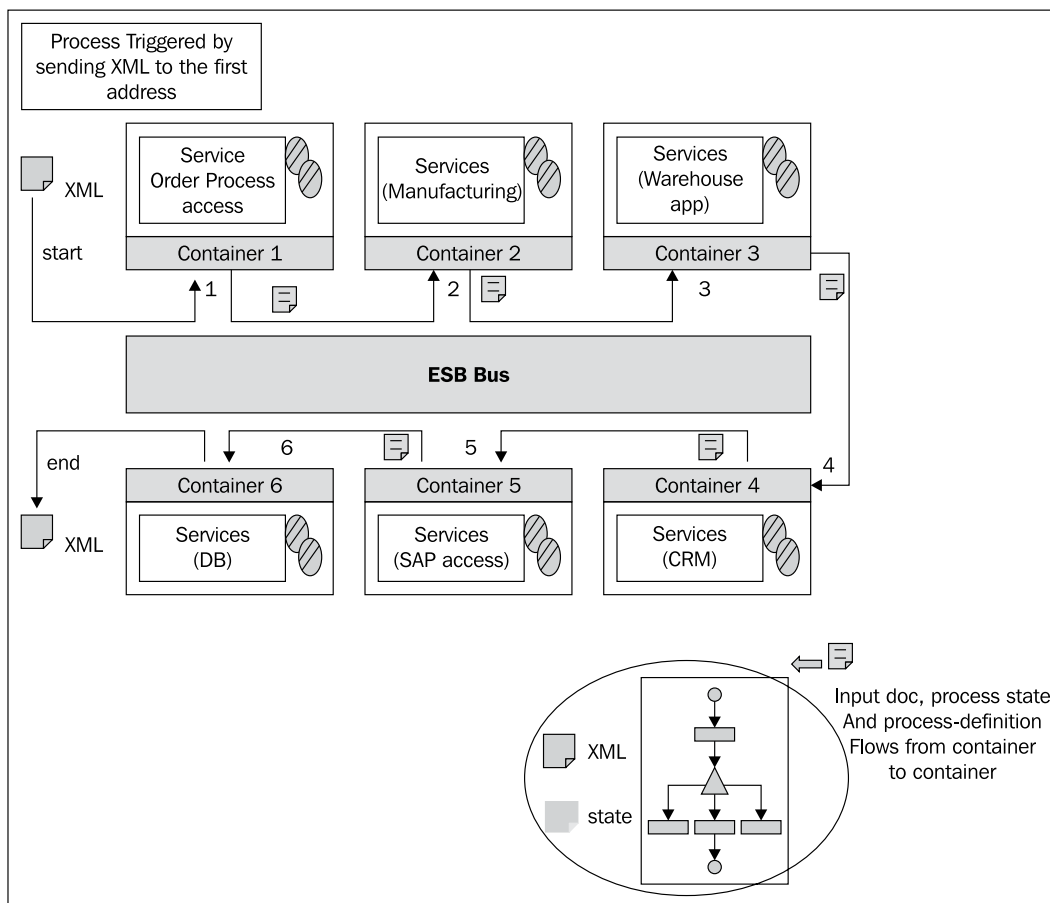 Process Triggered by
sending XML to the first
address
XML
start
Service
Order Process
access
Container 1
Services
(Manufacturing)
Container 2
Services
(Warehouse
app)
Container 3
1
2
3
ESB Bus
4
5
6
end
XML
Container 6
Services
(DB)
Container 5
Services
(SAP access)
Container 4
Services
(CRM)
XML
state
Input doc, process state
And process-definition
Flows from container
to container